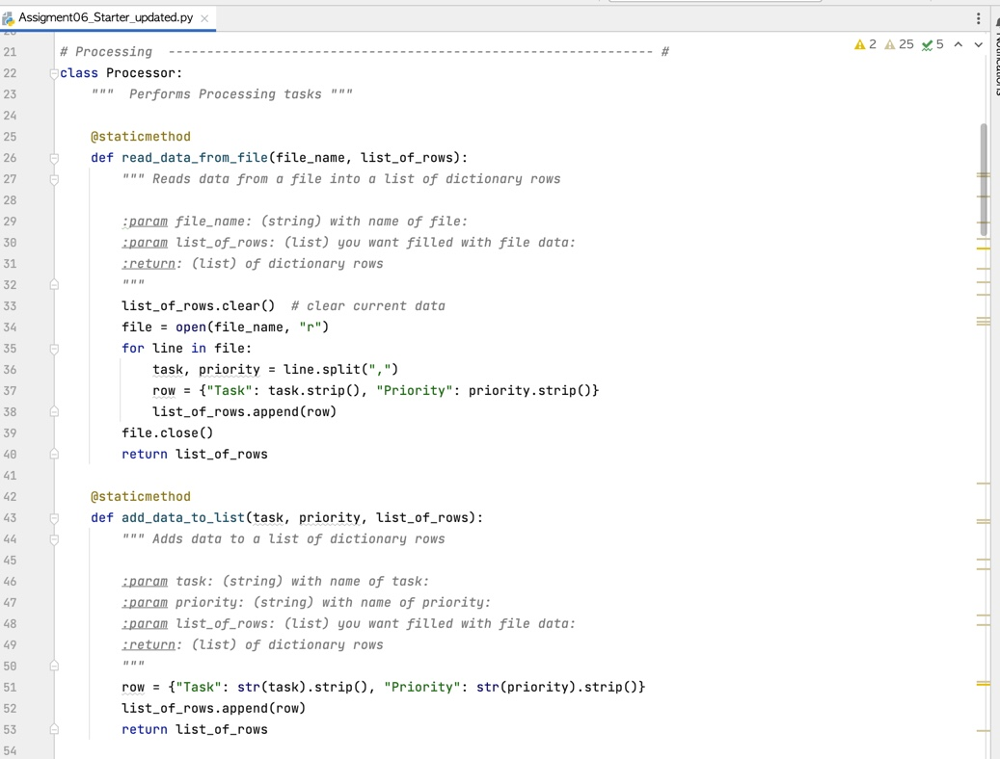 Assigment06_Starter_updated.py
2 25 5
21 # Processing --------------------------------------------------------------- #
22 class Processor:
23 """ Performs Processing tasks """
24
25 @staticmethod
26 def read_data_from_file(file_name, list_of_rows):
27 """ Reads data from a file into a list of dictionary rows
28
29 :param file_name: (string) with name of file:
30 :param list_of_rows: (list) you want filled with file data:
31 :return: (list) of dictionary rows
32 """
33 list_of_rows.clear() # clear current data
34 file = open(file_name, "r")
35 for line in file:
36 task, priority = line.split(",")
37 row = {"Task": task.strip(), "Priority": priority.strip()}
38 list_of_rows.append(row)
39 file.close()
40 return list_of_rows
41
42 @staticmethod
43 def add_data_to_list(task, priority, list_of_rows):
44 """ Adds data to a list of dictionary rows
45
46 :param task: (string) with name of task:
47 :param priority: (string) with name of priority:
48 :param list_of_rows: (list) you want filled with file data:
49 :return: (list) of dictionary rows
50 """
51 row = {"Task": str(task).strip(), "Priority": str(priority).strip()}
52 list_of_rows.append(row)
53 return list_of_rows
54